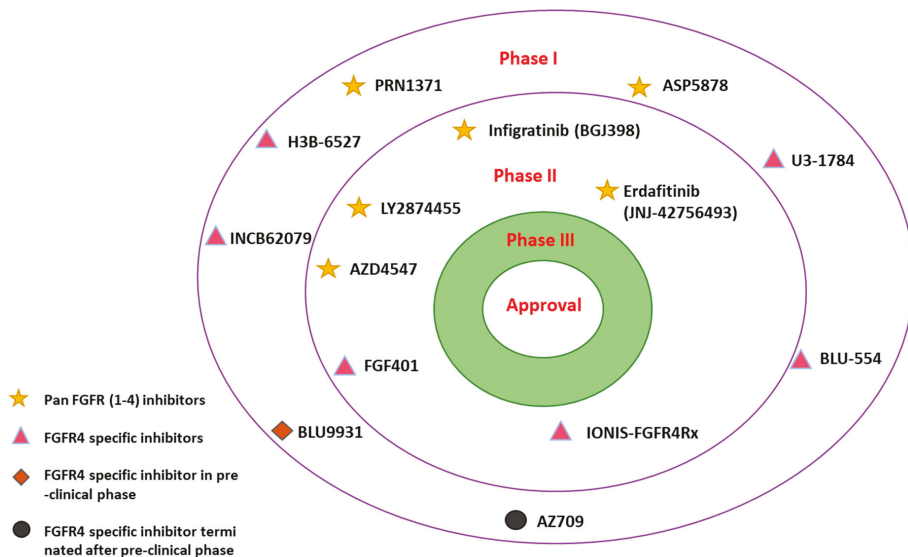 Phase I
PRN1371
ASP5878
Infigratinib (BGJ398)
H3B-6527
U3-1784
Phase II
Erdafitinib
(JNJ-42756493)
LY2874455
INCB62079
Phase III
AZD4547
Approval
BLU-554
FGF401
Pan FGFR (1-4) inhibitors
BLU9931
IONIS-FGFR4Rx
FGFR4 specific inhibitors
FGFR4 specific inhibitor in pre
-clinical phase
AZ709
FGFR4 specific inhibitor termi
nated after pre-clinical phase